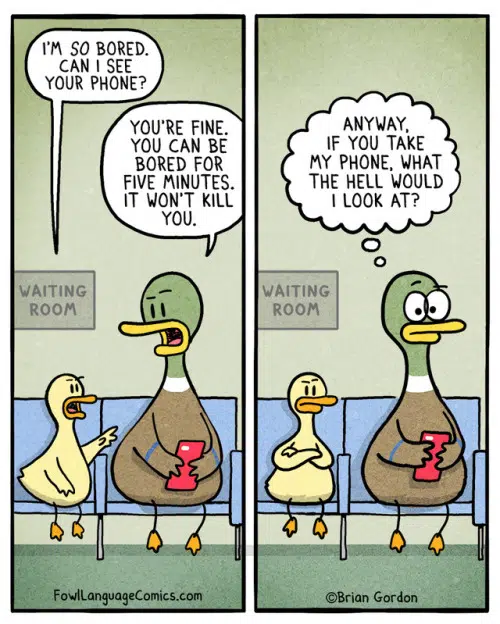 I'M SO BORED.
CAN I SEE
YOUR PHONE?
YOU'RE FINE.
YOU CAN BE
BORED FOR
FIVE MINUTES.
IT WON'T KILL
YOU.
WAITING
ROOM
FowlLanguageComics.com
ANYWAY,
IF YOU TAKE
MY PHONE, WHAT
THE HELL WOULD
I LOOK AT?
WAITING
ROOM
©Brian Gordon